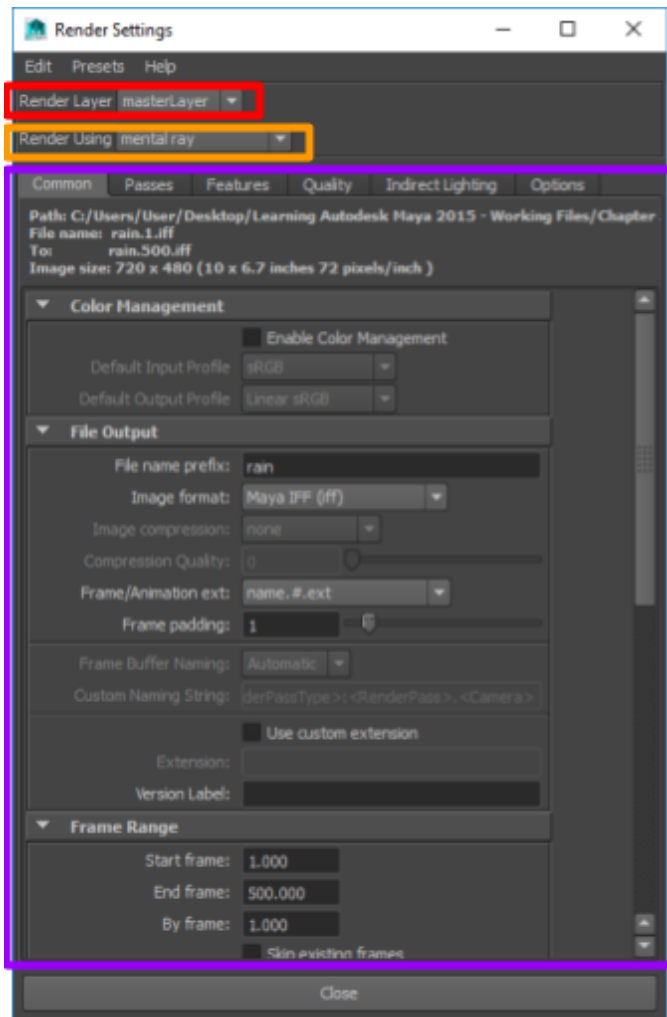 Render Settings
Edit Presets Help
Render Layer masterLayer
Render Using mental ray
Common Passes Features Quality Indirect Lighting Options
Path: C:/Users/User/Desktop/Learning Autodesk Maya 2015 - Working Files/Chapter
File name: rain.1.iff
To: rain.500.iff
Image size: 720 x 480 (10 x 6.7 inches 72 pixels/inch )
Color Management
Enable Color Management
Default Input Profile sRGB
Default Output Profile Linear sRGB
File Output
File name prefix: rain
Image format: Maya IFF (iff)
Image compression: none
Compression Quality: 0
Frame/Animation ext: name.#.ext
Frame padding: 1
Frame Buffer Naming: Automatic
Custom Naming String: derPassType>:<RenderPass>.<Camera>
Use custom extension
Extension:
Version Label:
Frame Range
Start frame: 1.000
End frame: 500.000
By frame: 1.000
Skip existing frames
Close